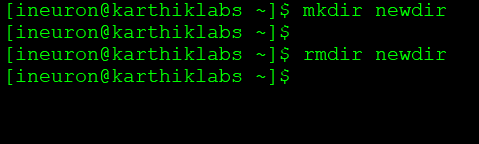 [ineuron@karthiklabs ~]$ mkdir newdir
[ineuron@karthiklabs ~]$
[ineuron@karthiklabs ~]$ rmdir newdir
[ineuron@karthiklabs ~]$